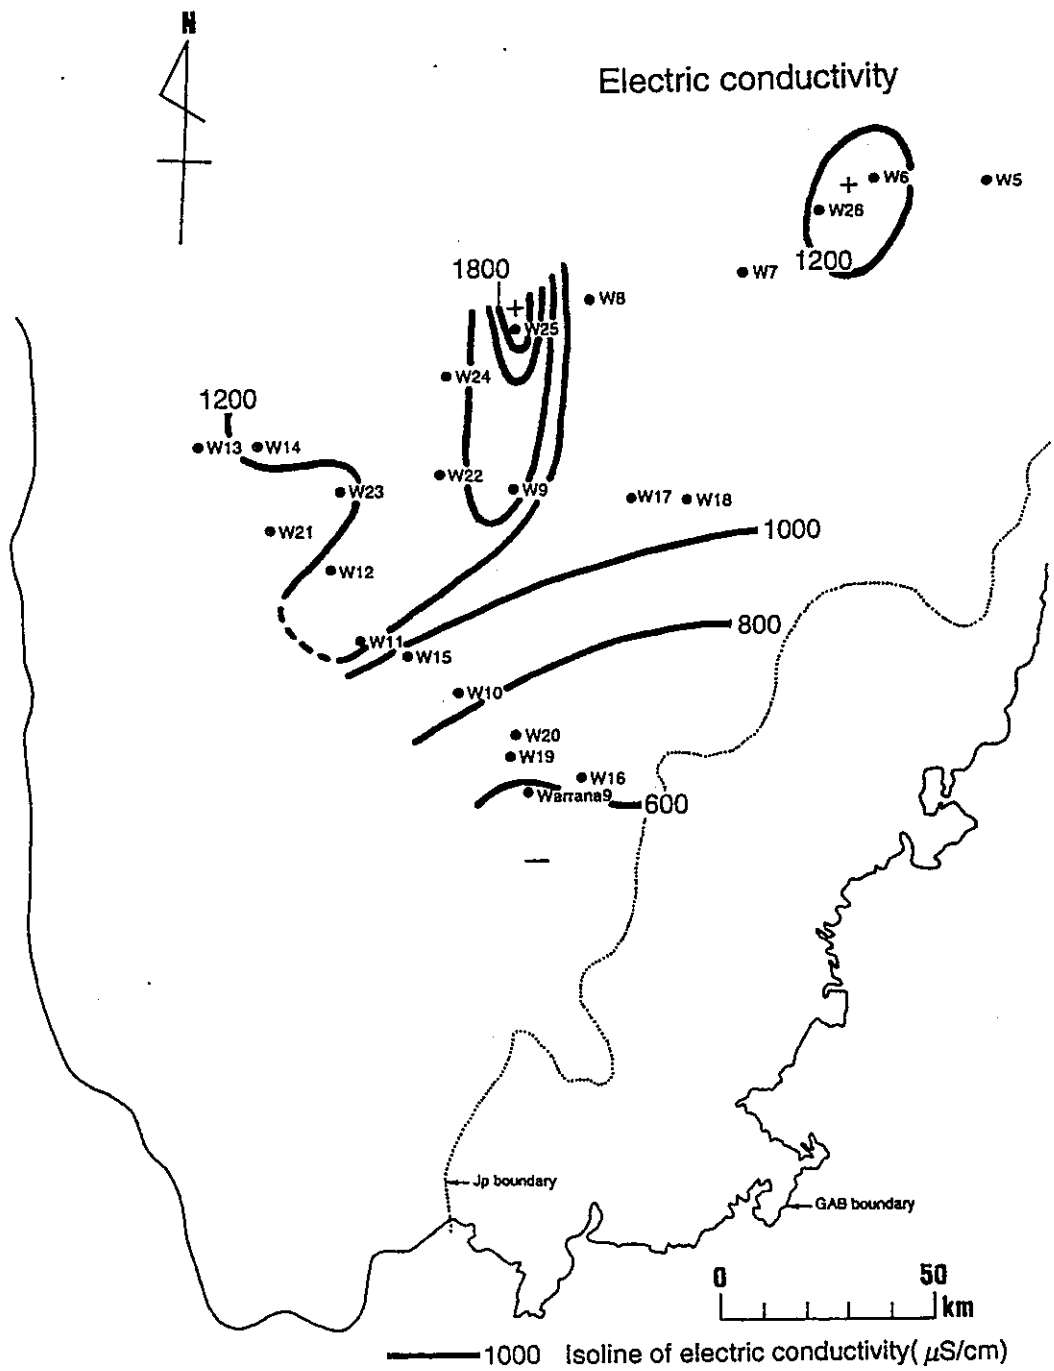 N
Electric conductivity
W6
W5
W26
1200
W7
1800
W8
W25
W24
1200
W13
W14
W22
W9
W23
W17
W18
W21
1000
W12
800
W11
W15
W10
W20
W19
W16
Warrana9
600
Jp boundary
GAB boundary
0 50
km
1000 Isoline of electric conductivity( µS/cm)